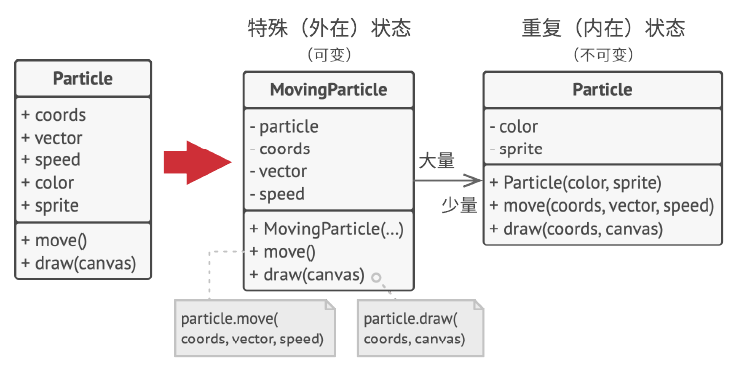 特殊（外在）状态
（可变）
重复（内在）状态
（不可变）
Particle
+ coords
+ vector
+ speed
+ color
+ sprite
+ move()
+ draw(canvas)
MovingParticle
- particle
- coords
- vector
- speed
+ MovingParticle(...)
+ move()
+ draw(canvas)
particle.move(
coords, vector, speed)
particle.draw(
coords, canvas)
大量
少量
Particle
- color
- sprite
+ Particle(color, sprite)
+ move(coords, vector, speed)
+ draw(coords, canvas)